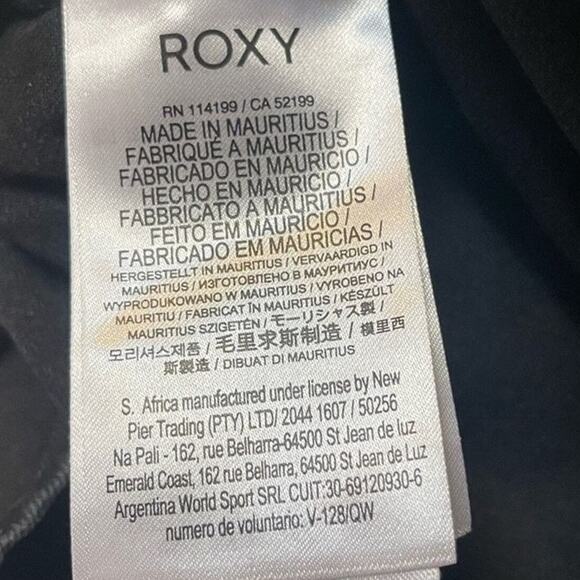 ROXY
RN 114199 / CA 52199
MADE IN MAURITIUS /
FABRIQUÉ A MAURITIUS /
FABRICADO EN MAURICIO /
HECHO EN MAURICIO /
FABBRICATO A MAURITIUS /
FEITO EM MAURICIO /
FABRICADO EM MAURICIAS /
HERGESTELLT IN MAURITIUS / VERVAARDIGD IN
MAURITIUS / ИЗГОТОВЛЕНО В МАУРИТИУС /
WYPRODUKOWANO W MAURITIUS / VYROBENO NA
MAURITIU / FABRICAT ÎN MAURITIUS / KÉSZÜLT
MAURITIUS SZIGETÉN / モーリシャス製 /
모리셔스제품 / 毛里求斯制造 / 模里西
斯製造 / DIBUAT DI MAURITIUS
S. Africa manufactured under license by New
Pier Trading (PTY) LTD/ 2044 1607 / 50256
Na Pali - 162, rue Belharra-64500 St Jean de luz
Emerald Coast, 162 rue Belharra, 64500 St Jean de Luz
Argentina World Sport SRL CUIT:30-69120930-6
numero de voluntario: V-128/QW